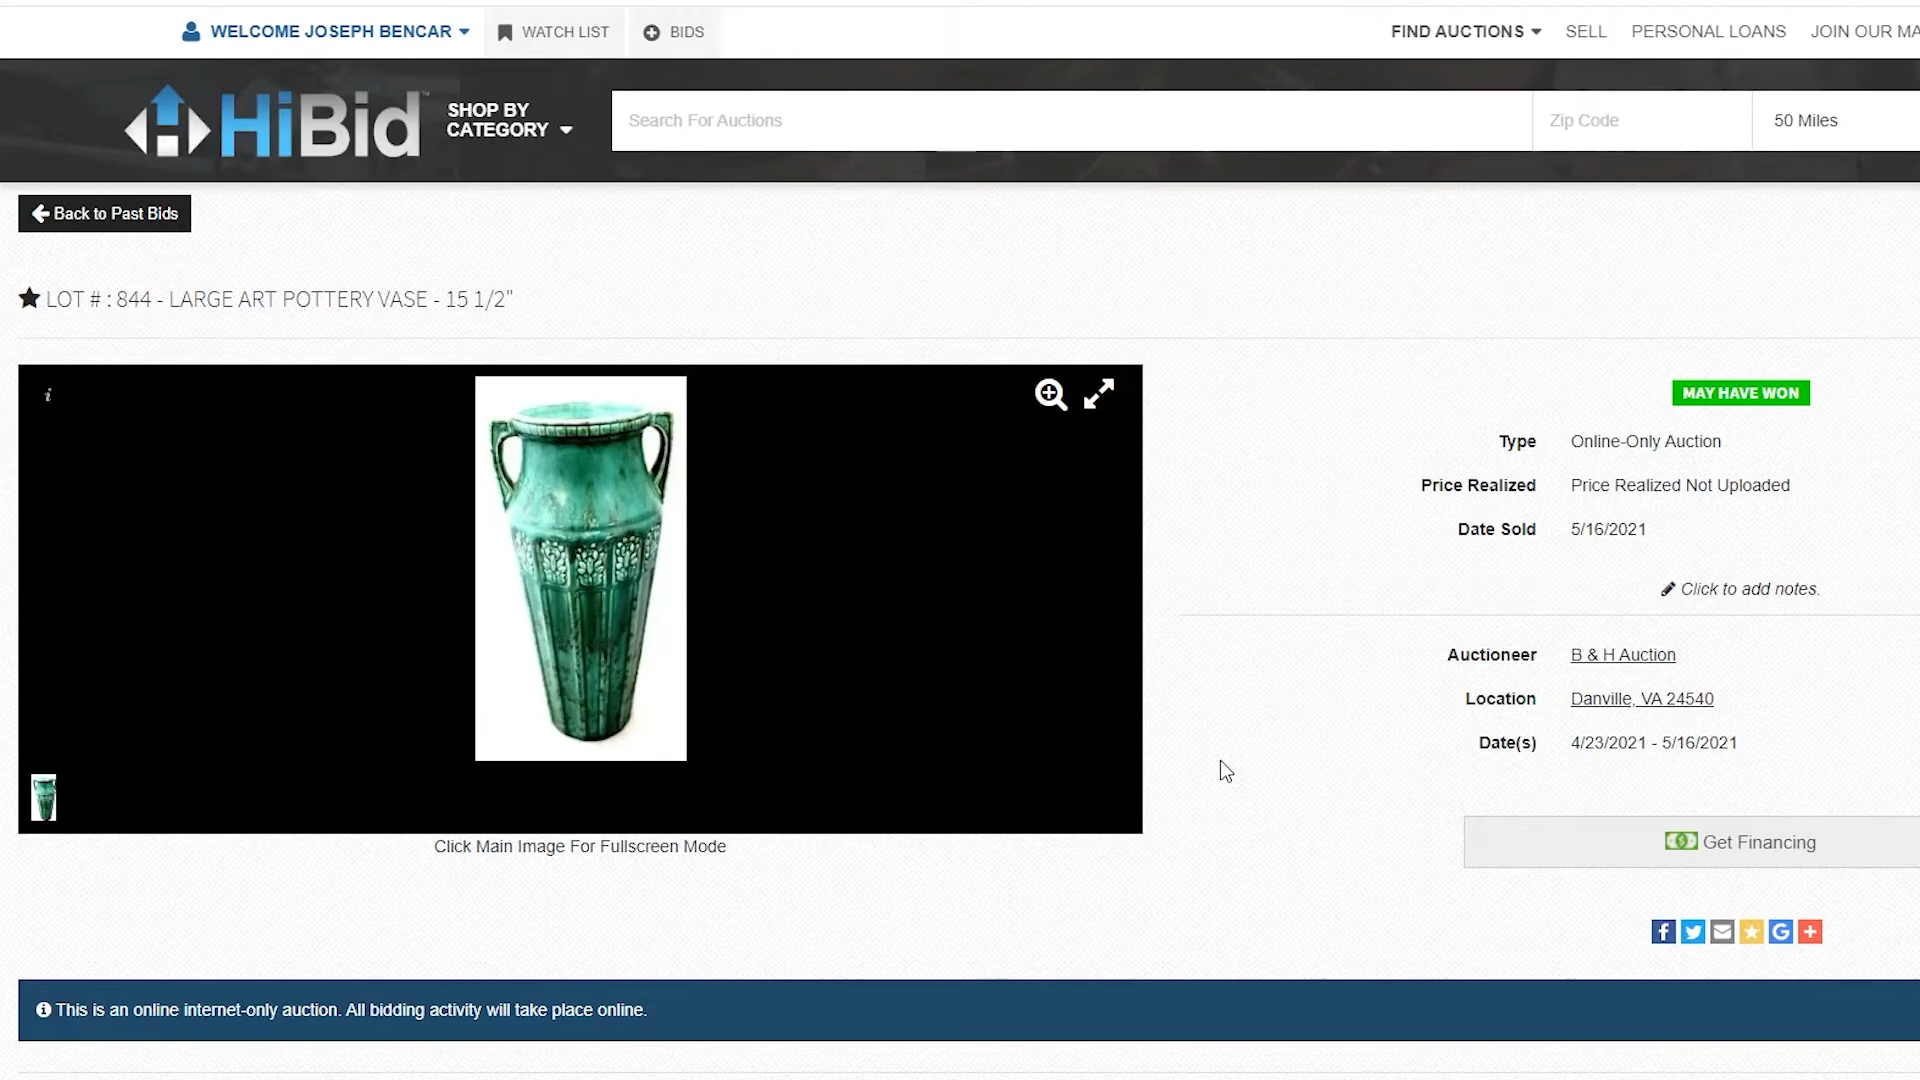 WELCOME JOSEPH BENCAR
WATCH LIST
BIDS
FIND AUCTIONS
SELL
PERSONAL LOANS
JOIN OUR MA
HiBid™
SHOP BY
CATEGORY
Search For Auctions
Zip Code
50 Miles
Back to Past Bids
LOT # : 844 - LARGE ART POTTERY VASE - 15 1/2"
i
MAY HAVE WON
Type Online-Only Auction
Price Realized Price Realized Not Uploaded
Date Sold 5/16/2021
Click to add notes.
Auctioneer B & H Auction
Location Danville, VA 24540
Date(s) 4/23/2021 - 5/16/2021
Click Main Image For Fullscreen Mode
Get Financing
This is an online internet-only auction. All bidding activity will take place online.